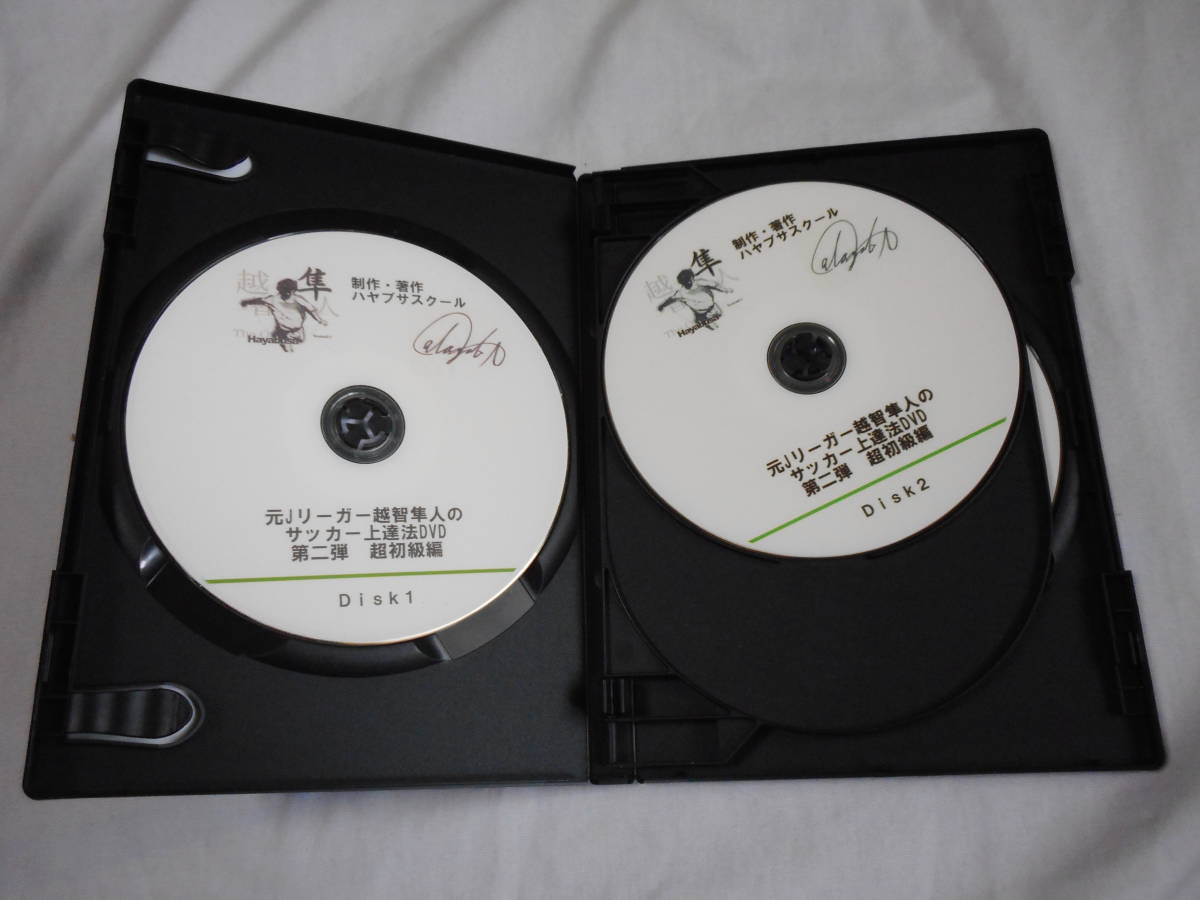 越 隼
智 人
Hayabusa
制作・著作
ハヤブサスクール
元Jリーガー越智隼人の
サッカー上達法DVD
第二弾 超初級編
Disk1
越 隼
智 人
Hayabusa
制作・著作
ハヤブサスクール
元Jリーガー越智隼人の
サッカー上達法DVD
第二弾 超初級編
Disk2